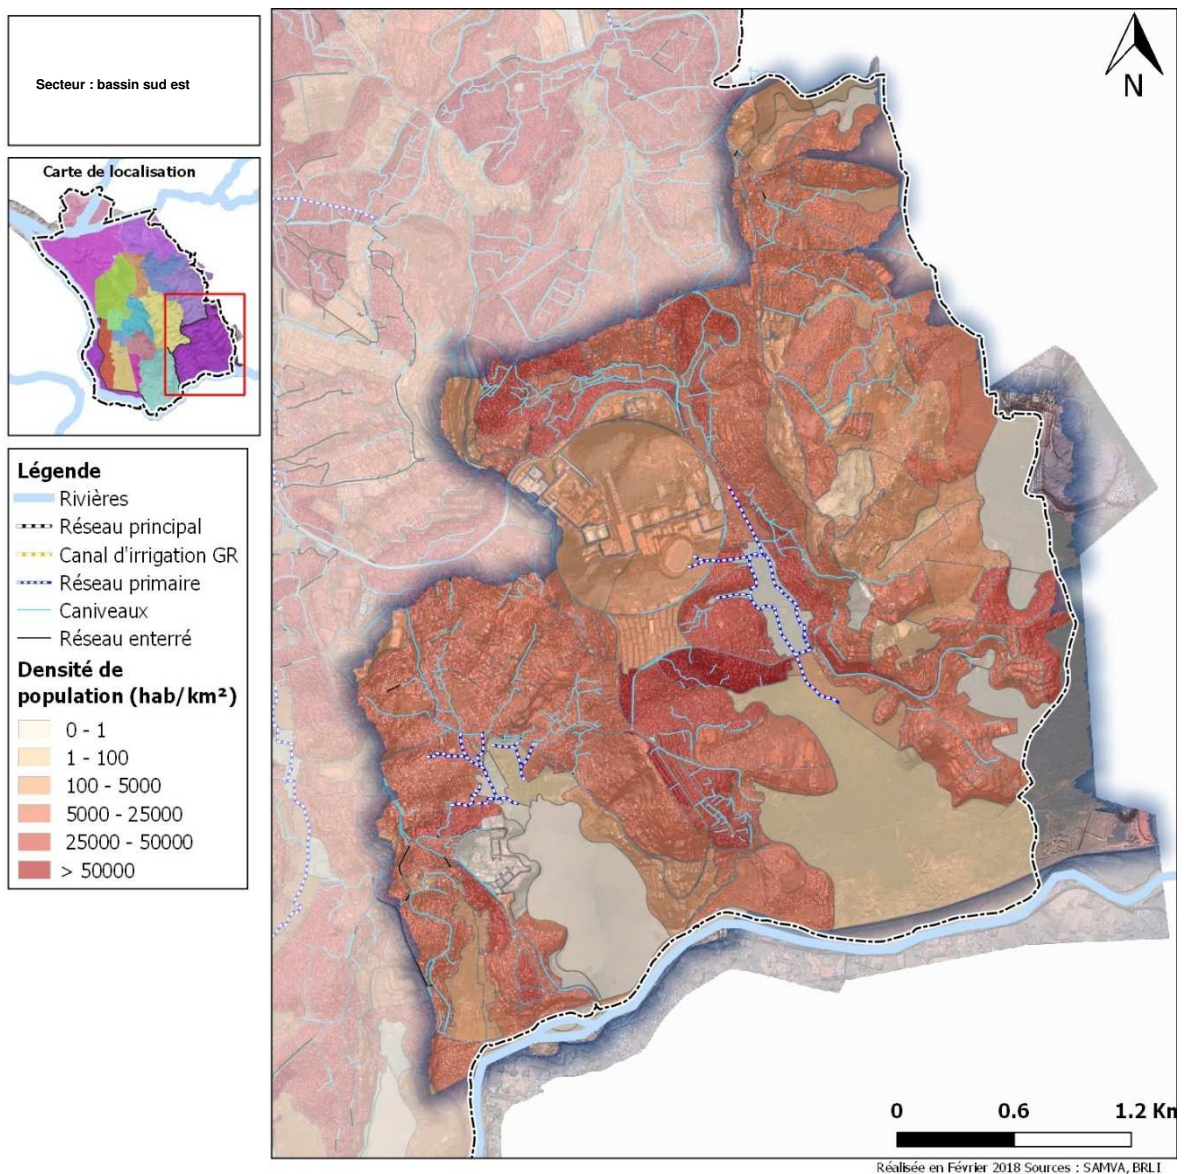 Secteur : bassin sud est
Carte de localisation
Légende
Rivières
Réseau principal
Canal d'irrigation GR
Réseau primaire
Caniveaux
Réseau enterré
Densité de
population (hab/km²)
0 - 1
1 - 100
100 - 5000
5000 - 25000
25000 - 50000
> 50000
N
0 0.6 1.2 Km
Réalisée en Février 2018 Sources : SAMVA, BRLI